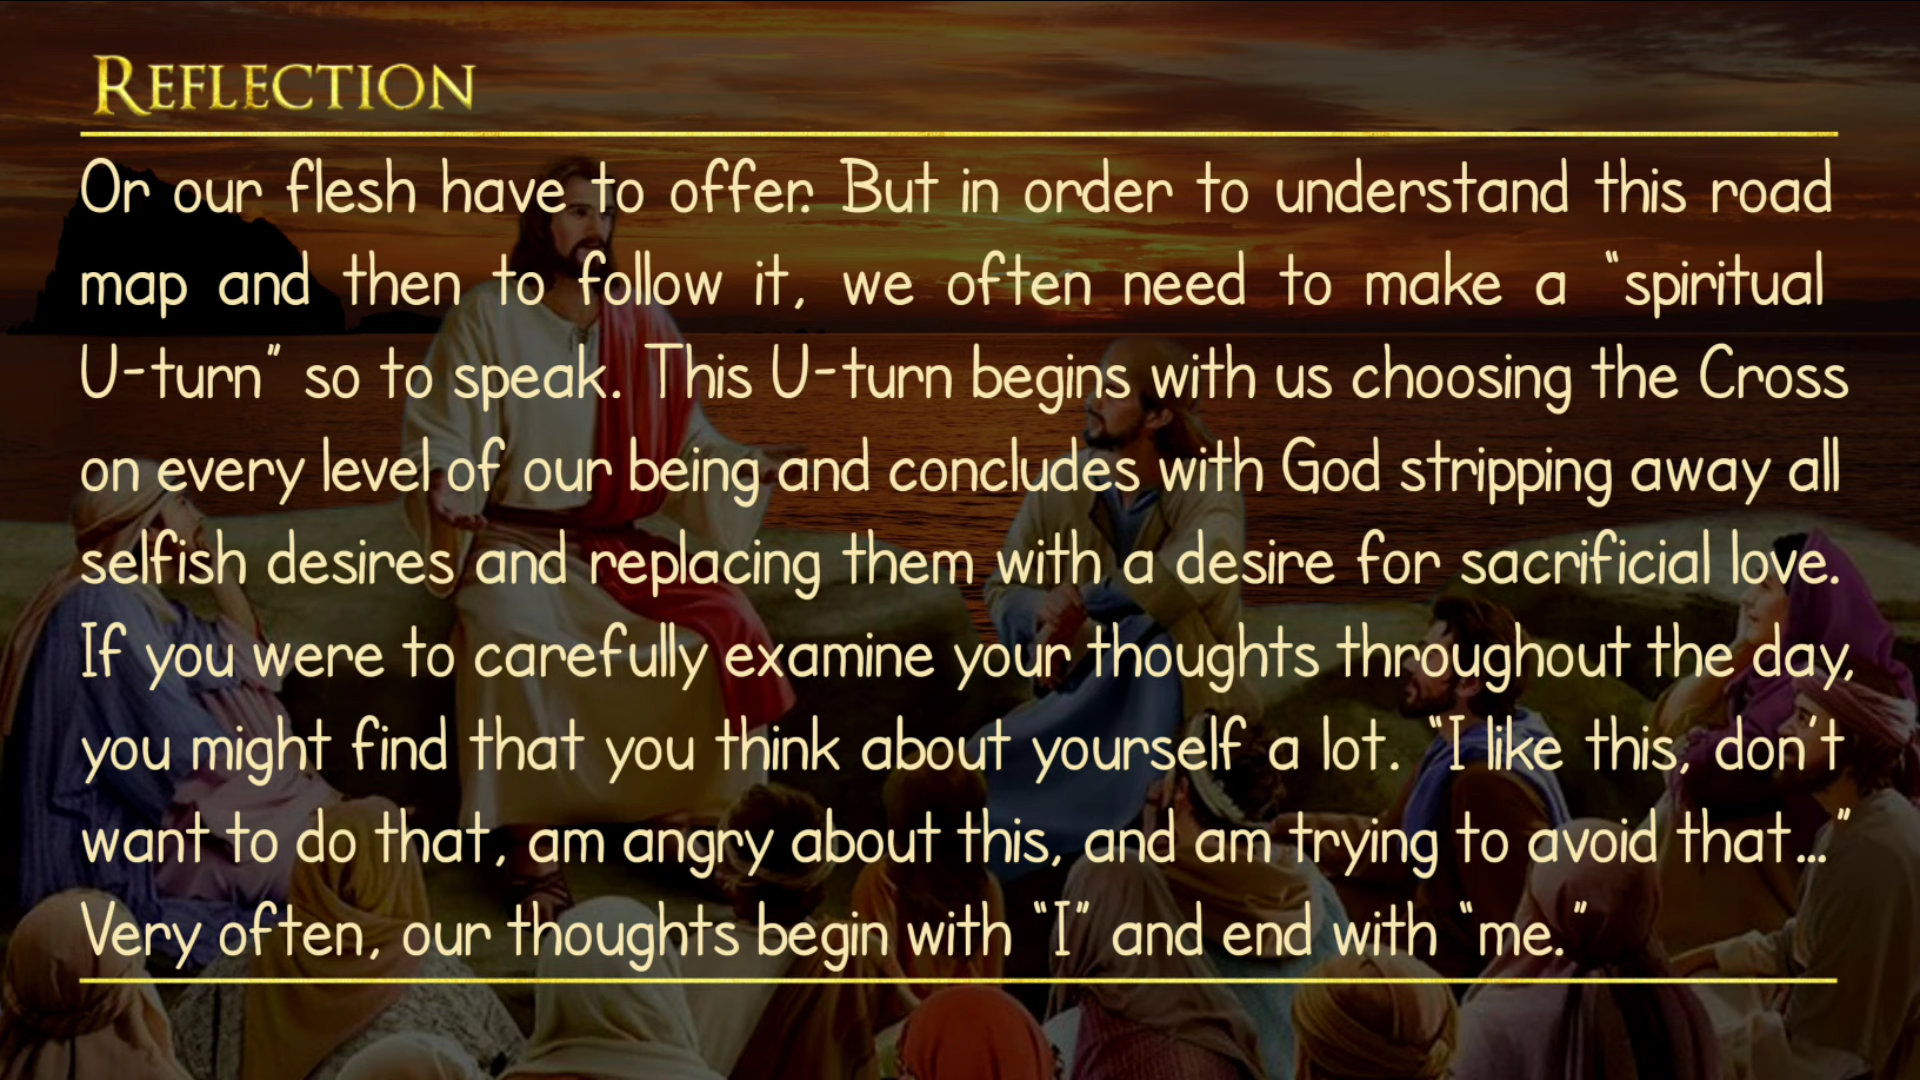 REFLECTION
Or our flesh have to offer. But in order to understand this road
map and then to follow it, we often need to make a “spiritual
U-turn” so to speak. This U-turn begins with us choosing the Cross
on every level of our being and concludes with God stripping away all
selfish desires and replacing them with a desire for sacrificial love.
If you were to carefully examine your thoughts throughout the day,
you might find that you think about yourself a lot. “I like this, don’t
want to do that, am angry about this, and am trying to avoid that…”
Very often, our thoughts begin with “I” and end with “me.”